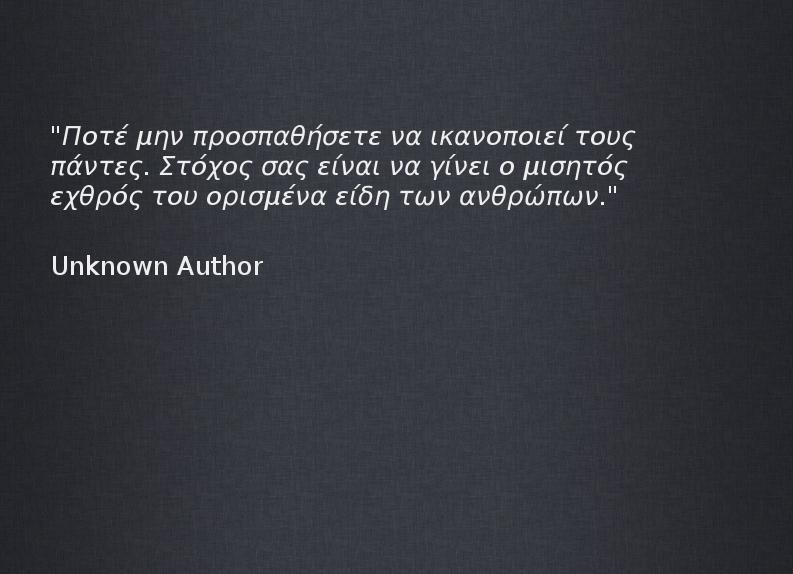 "Ποτέ μην προσπαθήσετε να ικανοποιεί τους
πάντες. Στόχος σας είναι να γίνει ο μισητός
εχθρός του ορισμένα είδη των ανθρώπων."
Unknown Author